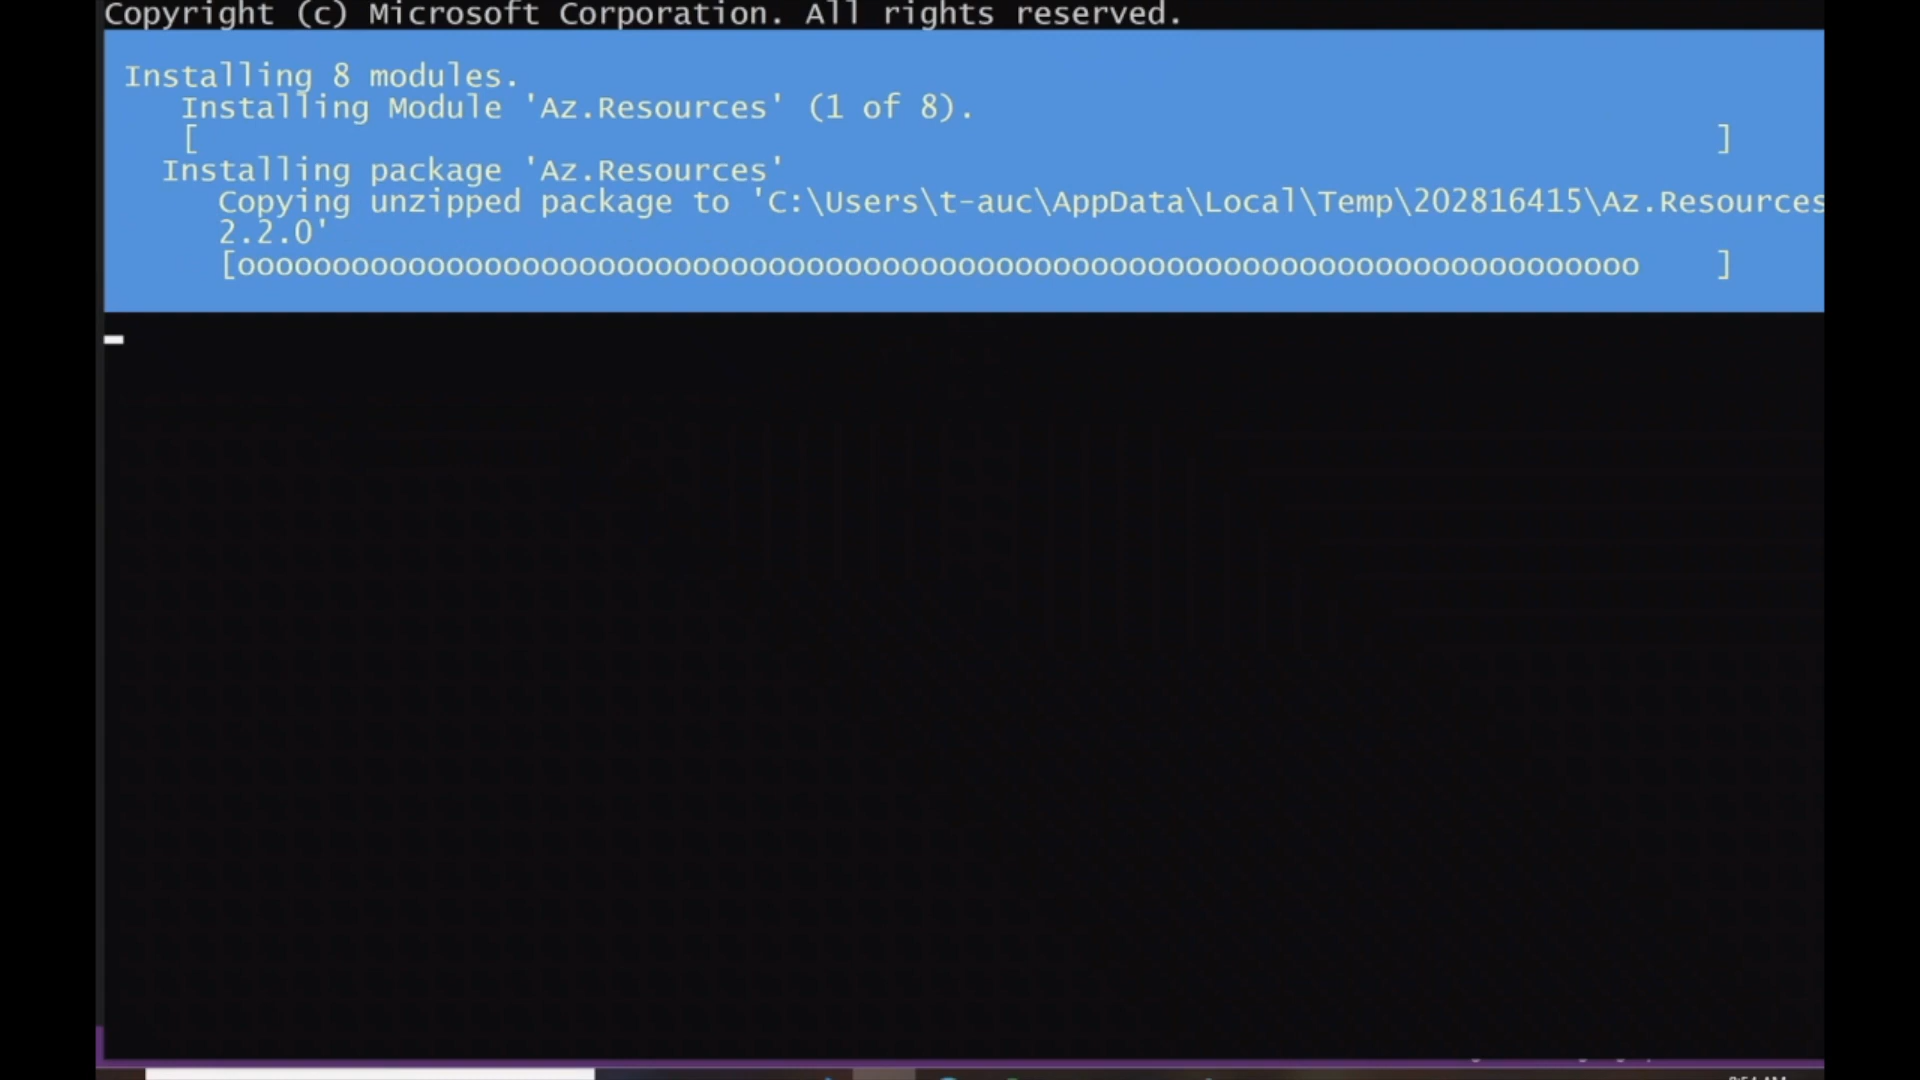 Copyright (c) Microsoft Corporation. All rights reserved.
Installing 8 modules.
Installing Module 'Az.Resources' (1 of 8).
[ ]
Installing package 'Az.Resources'
Copying unzipped package to 'C:\Users\t-auc\AppData\Local\Temp\202816415\Az.Resources
2.2.0'
[oooooooooooooooooooooooooooooooooooooooooooooooooooooooooooooooooooooooooo ]